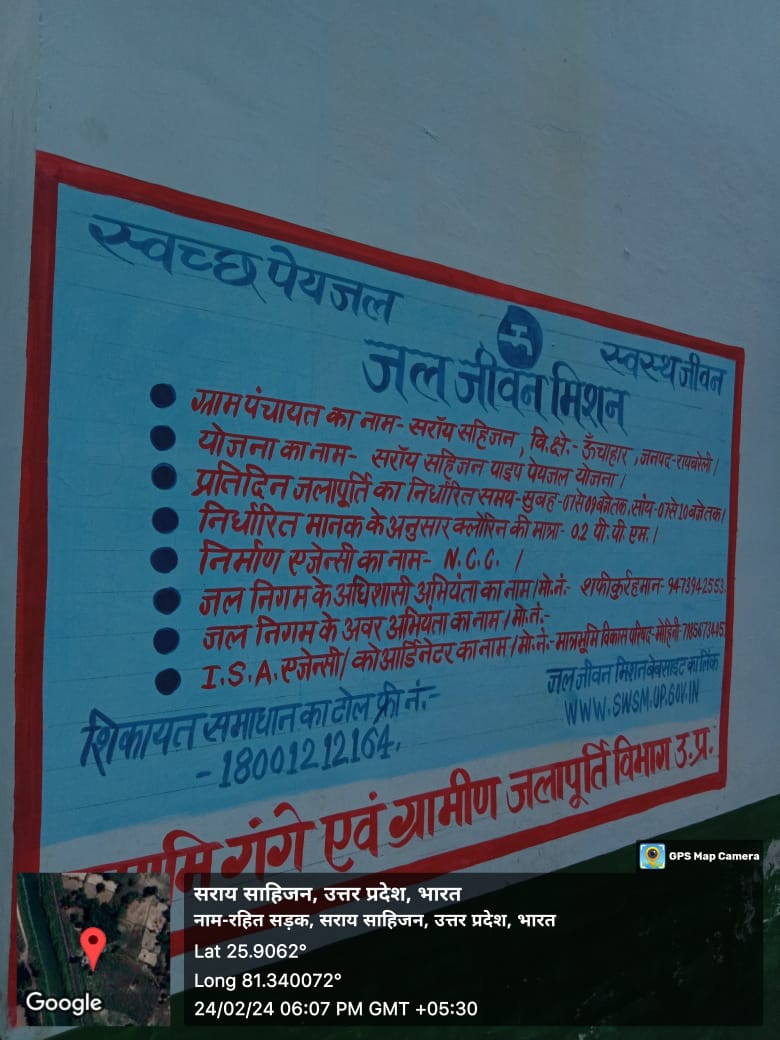 स्वच्छ पेयजल
स्वस्थ जीवन
जल जीवन मिशन
ग्राम पंचायत का नाम- सरॉय सहिजन, वि.क्षे.- ऊँचाहार, जनपद-रायबरेली।
योजना का नाम- सरॉय सहिजन पाइप पेयजल योजना।
प्रतिदिन जलापूर्ति का निर्धारित समय-सुबह-07से09बजेतक, सॉय-07से10बजेतक।
निर्धारित मानक के अनुसार क्लोरिन की मात्रा- 0.2 पी.पी.एम.।
निर्माण एजेन्सी का नाम- N.C.C. ।
जल निगम के अधिशासी अभियंता का नाम/मो.नं.- शफीकुर्रहमान- 9473942553.
जल निगम के अवर अभियंता का नाम/मो.नं.-
I.S.A. एजेन्सी/कोआर्डिनेटर का नाम/मो.नं.-मात्रभूमि विकास परिषद-मोहिनी-
जल जीवन मिशन बेबसाइट का लिंक
WWW.SWSM.UP.GOV.IN
शिकायत समाधान का टोल फ्री नं.-
-18001212164.
गंगे एवं ग्रामीण जलापूर्ति विभाग उ.प्र.
GPS Map Camera
सराय साहिजन, उत्तर प्रदेश, भारत
नाम-रहित सड़क, सराय साहिजन, उत्तर प्रदेश, भारत
Lat 25.9062°
Long 81.340072°
24/02/24 06:07 PM GMT +05:30
Google